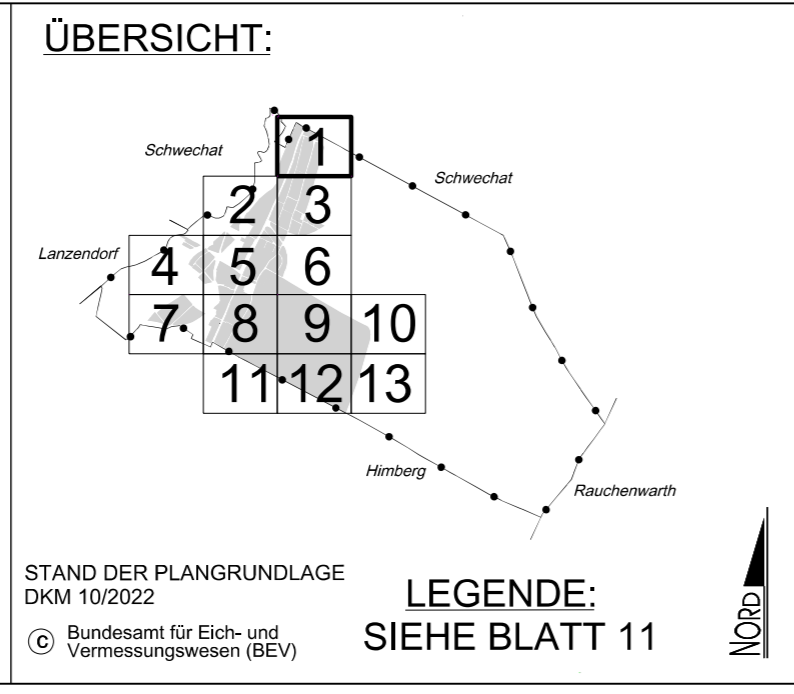 ÜBERSICHT:
Schwechat
1
Schwechat
2 3
Lanzendorf
4 5 6
7 8 9 10
11 12 13
Himberg
Rauchenwarth
STAND DER PLANGRUNDLAGE
DKM 10/2022
© Bundesamt für Eich- und
Vermessungswesen (BEV)
LEGENDE:
SIEHE BLATT 11
NORD